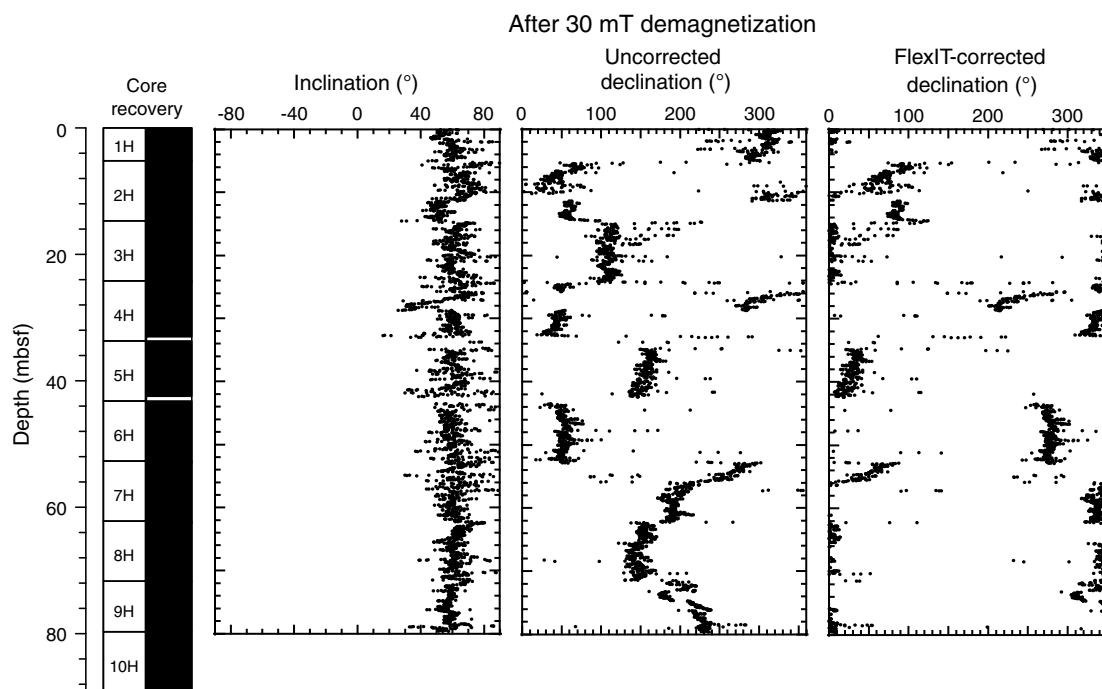 After 30 mT demagnetization
Core
recovery
Inclination (°)
Uncorrected
declination (°)
FlexIT-corrected
declination (°)
-80 -40 0 40 80
0 100 200 300
0 100 200 300
Depth (mbsf)
0
1H
2H
20
3H
4H
5H
40
6H
7H
60
8H
9H
80
10H